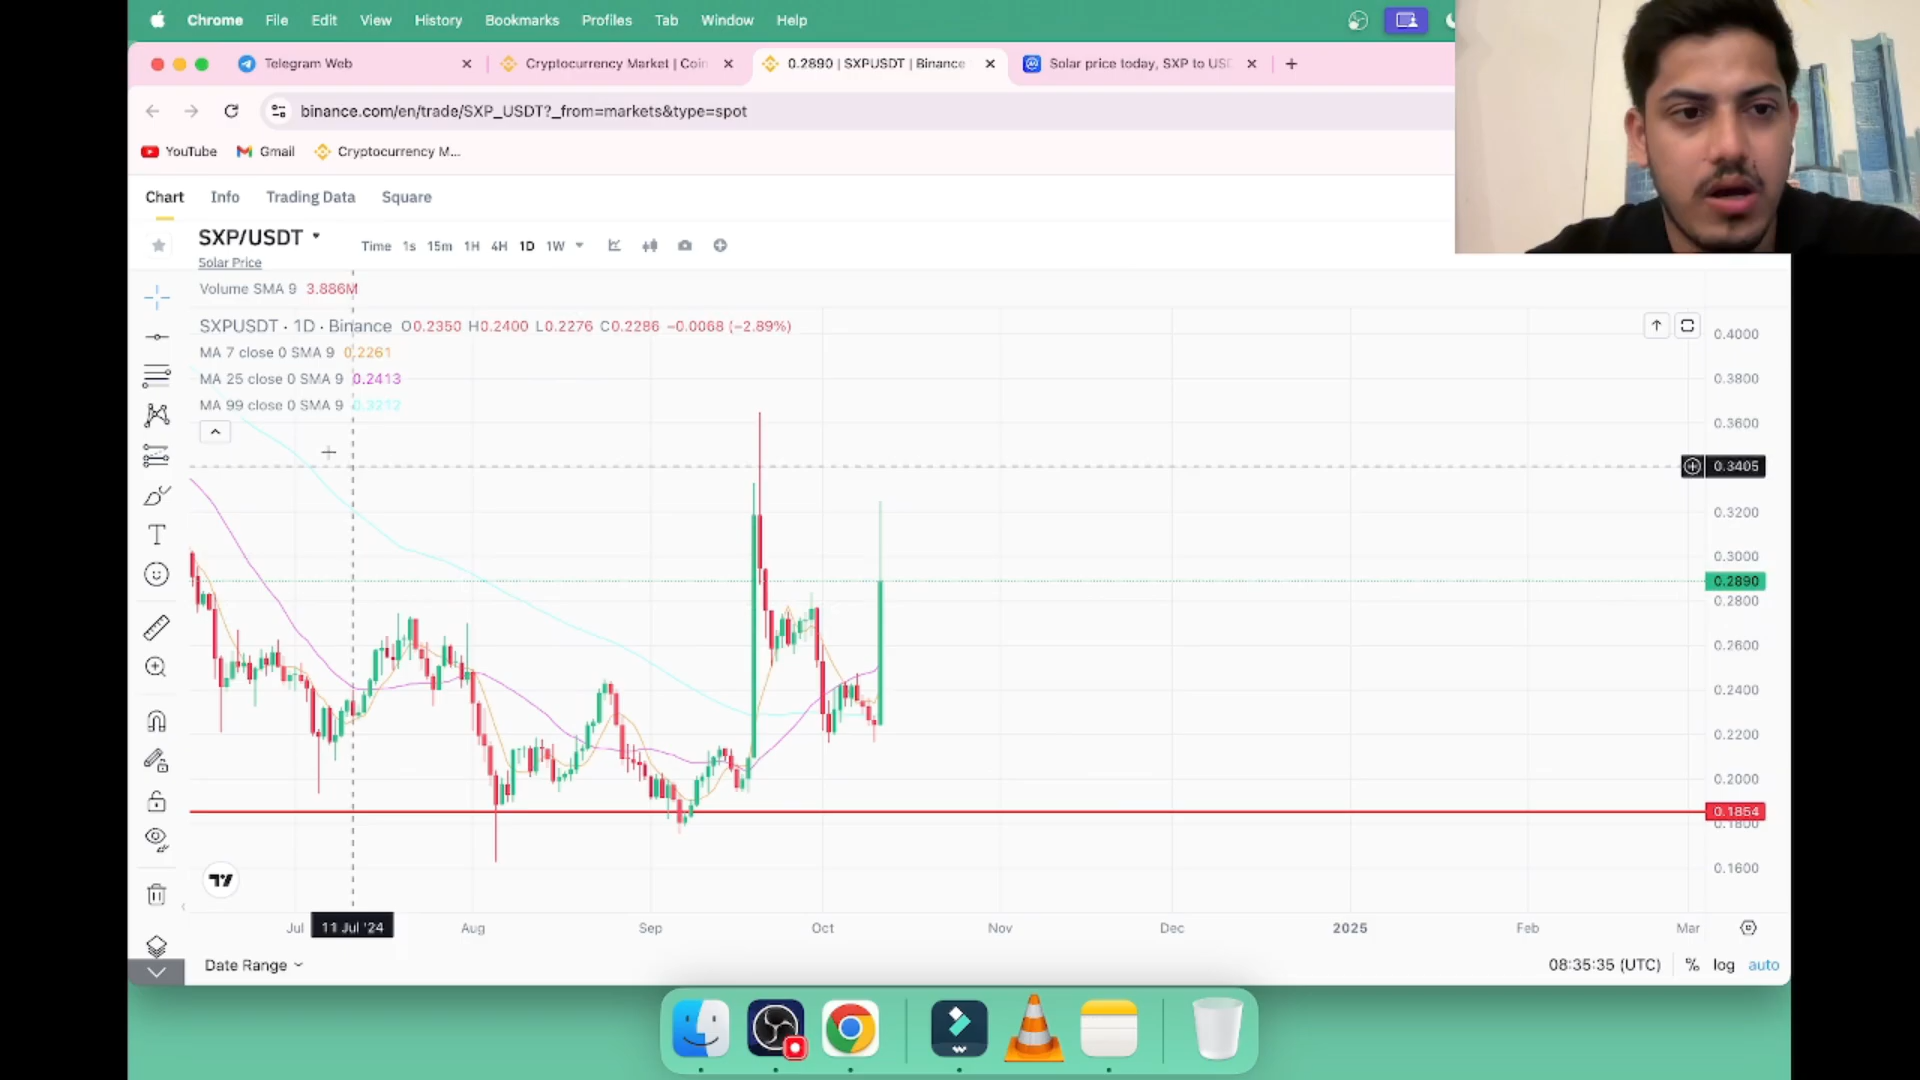 Chrome File Edit View History Bookmarks Profiles Tab Window Help
Telegram Web
Cryptocurrency Market | Coin
0.2890 | SXPUSDT | Binance
Solar price today, SXP to USD
binance.com/en/trade/SXP_USDT?_from=markets&type=spot
YouTube Gmail Cryptocurrency M...
Chart Info Trading Data Square
SXP/USDT
Time 1s 15m 1H 4H 1D 1W
Solar Price
Volume SMA 9 3.886M
SXPUSDT · 1D · Binance O0.2350 H0.2400 L0.2276 C0.2286 −0.0068 (−2.89%)
MA 7 close 0 SMA 9 0.2261
MA 25 close 0 SMA 9 0.2413
MA 99 close 0 SMA 9 0.3212
0.4000
0.3800
0.3600
0.3405
0.3200
0.3000
0.2890
0.2800
0.2600
0.2400
0.2200
0.2000
0.1854
0.1800
0.1600
Jul 11 Jul '24 Aug Sep Oct Nov Dec 2025 Feb Mar
Date Range
08:35:35 (UTC) % log auto